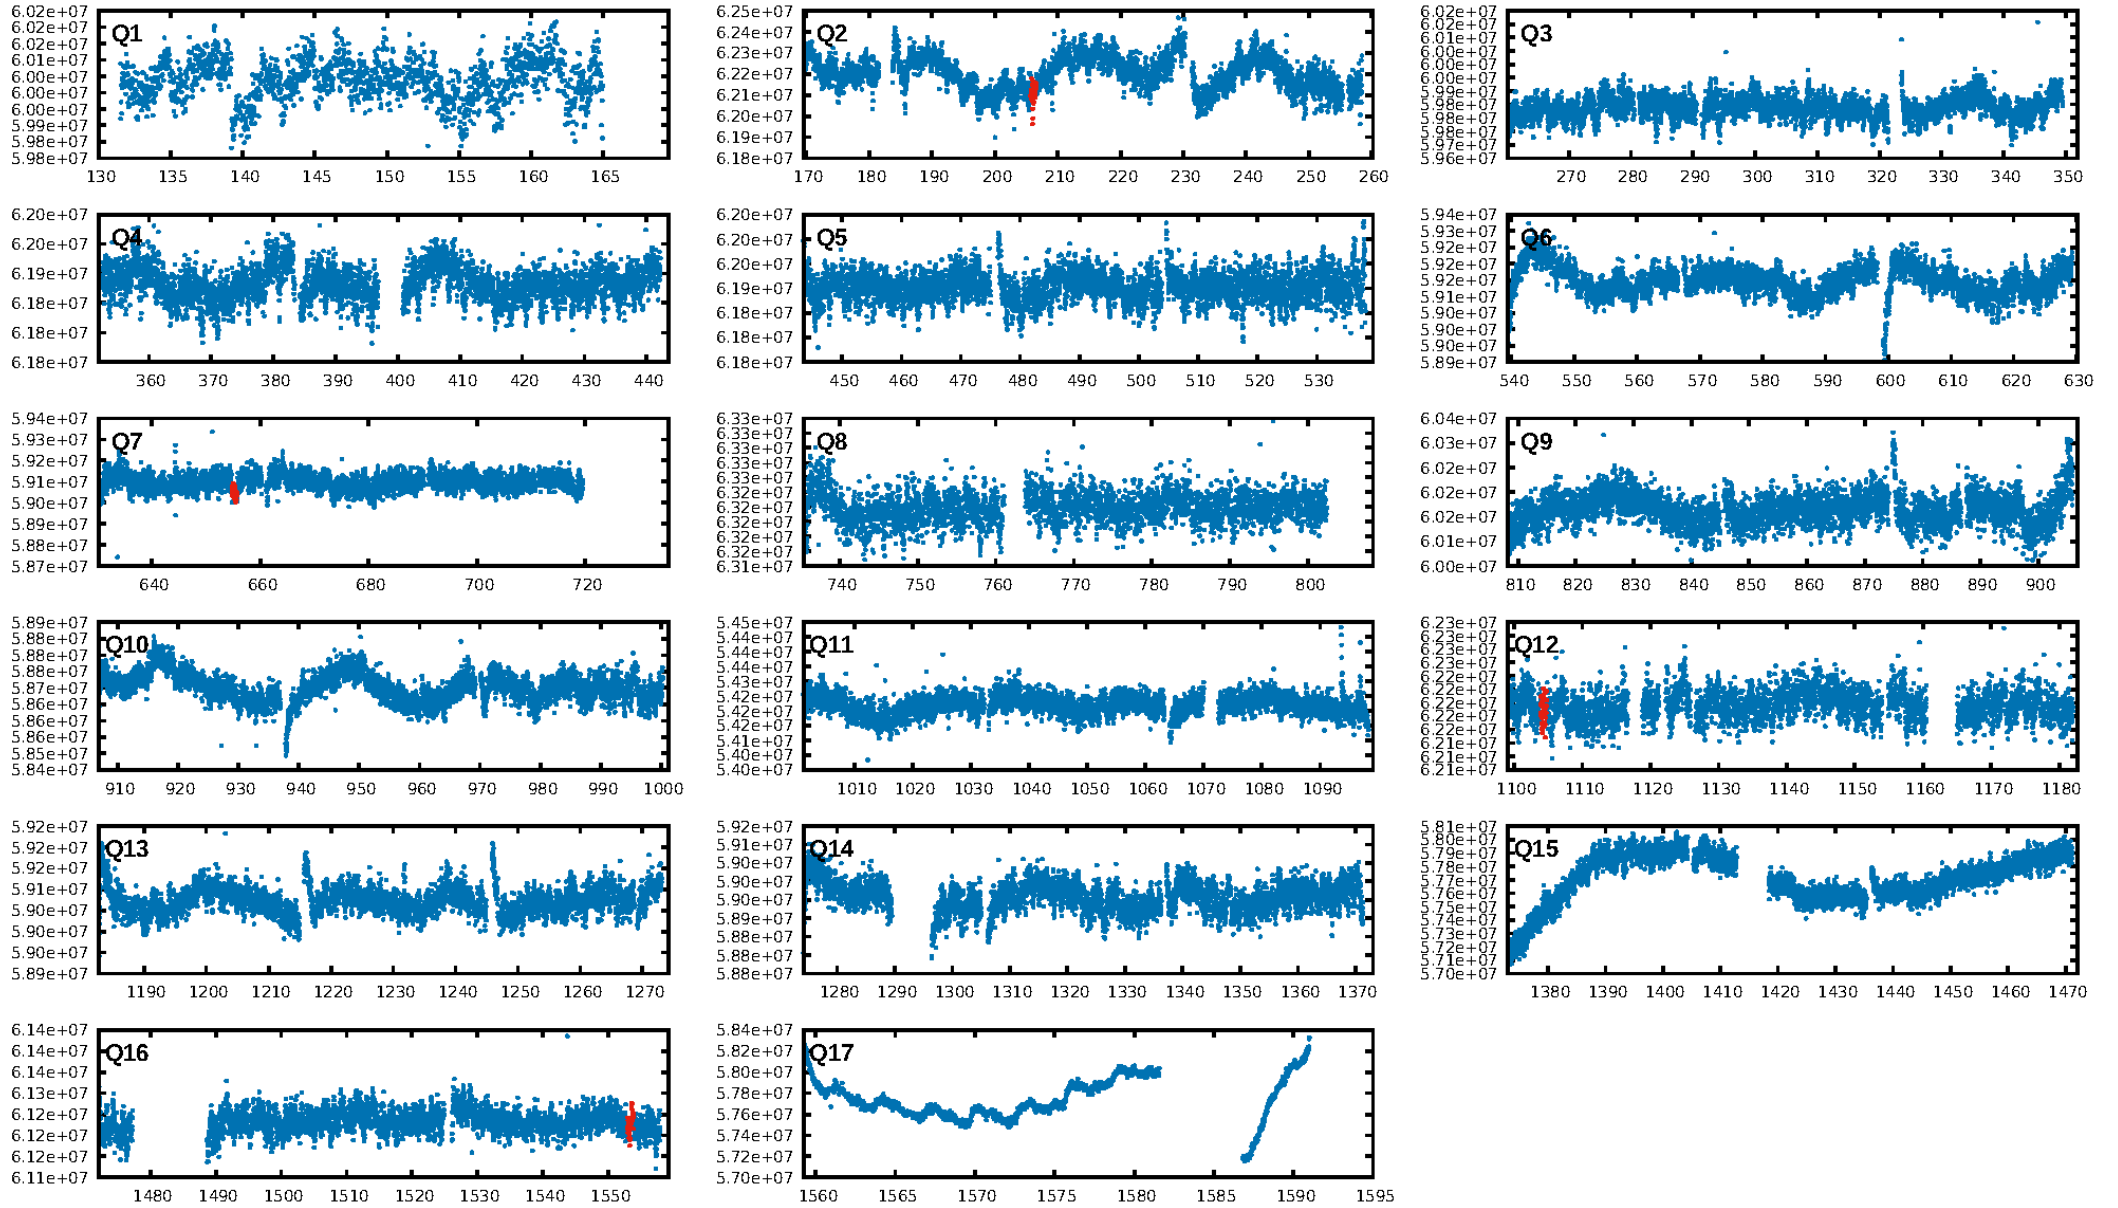 Q1
6.02e+07
6.02e+07
6.01e+07
6.00e+07
6.00e+07
6.00e+07
5.99e+07
5.99e+07
5.98e+07
5.98e+07
130 135 140 145 150 155 160 165
Q2
6.25e+07
6.24e+07
6.23e+07
6.22e+07
6.21e+07
6.20e+07
6.19e+07
6.18e+07
170 180 190 200 210 220 230 240 250 260
Q3
6.02e+07
6.02e+07
6.01e+07
6.00e+07
6.00e+07
5.99e+07
5.98e+07
5.98e+07
5.97e+07
5.96e+07
270 280 290 300 310 320 330 340 350
Q4
6.20e+07
6.20e+07
6.19e+07
6.18e+07
6.18e+07
6.18e+07
360 370 380 390 400 410 420 430 440
Q5
6.20e+07
6.20e+07
6.20e+07
6.19e+07
6.18e+07
6.18e+07
6.18e+07
450 460 470 480 490 500 510 520 530
Q6
5.94e+07
5.92e+07
5.92e+07
5.92e+07
5.91e+07
5.90e+07
5.90e+07
5.89e+07
540 550 560 570 580 590 600 610 620 630
Q7
5.94e+07
5.93e+07
5.92e+07
5.91e+07
5.90e+07
5.89e+07
5.88e+07
5.87e+07
640 660 680 700 720
Q8
6.33e+07
6.33e+07
6.33e+07
6.33e+07
6.33e+07
6.32e+07
6.32e+07
6.32e+07
6.32e+07
6.32e+07
6.31e+07
740 750 760 770 780 790 800
Q9
6.04e+07
6.03e+07
6.02e+07
6.02e+07
6.02e+07
6.01e+07
6.00e+07
810 820 830 840 850 860 870 880 890 900
Q10
5.89e+07
5.88e+07
5.88e+07
5.88e+07
5.87e+07
5.86e+07
5.86e+07
5.86e+07
5.85e+07
5.84e+07
910 920 930 940 950 960 970 980 990 1000
Q11
5.45e+07
5.44e+07
5.44e+07
5.43e+07
5.42e+07
5.42e+07
5.41e+07
5.40e+07
5.40e+07
1010 1020 1030 1040 1050 1060 1070 1080 1090
Q12
6.23e+07
6.23e+07
6.23e+07
6.23e+07
6.23e+07
6.22e+07
6.22e+07
6.22e+07
6.22e+07
6.21e+07
6.21e+07
6.21e+07
1100 1110 1120 1130 1140 1150 1160 1170 1180
Q13
5.92e+07
5.92e+07
5.92e+07
5.91e+07
5.90e+07
5.90e+07
5.90e+07
5.89e+07
1190 1200 1210 1220 1230 1240 1250 1260 1270
Q14
5.92e+07
5.91e+07
5.90e+07
5.90e+07
5.90e+07
5.89e+07
5.88e+07
5.88e+07
5.88e+07
1280 1290 1300 1310 1320 1330 1340 1350 1360 1370
Q15
5.81e+07
5.80e+07
5.79e+07
5.78e+07
5.77e+07
5.76e+07
5.75e+07
5.74e+07
5.73e+07
5.72e+07
5.71e+07
5.70e+07
1380 1390 1400 1410 1420 1430 1440 1450 1460 1470
Q16
6.14e+07
6.14e+07
6.14e+07
6.13e+07
6.12e+07
6.12e+07
6.12e+07
6.11e+07
1480 1490 1500 1510 1520 1530 1540 1550
Q17
5.84e+07
5.82e+07
5.80e+07
5.78e+07
5.76e+07
5.74e+07
5.72e+07
5.70e+07
1560 1565 1570 1575 1580 1585 1590 1595